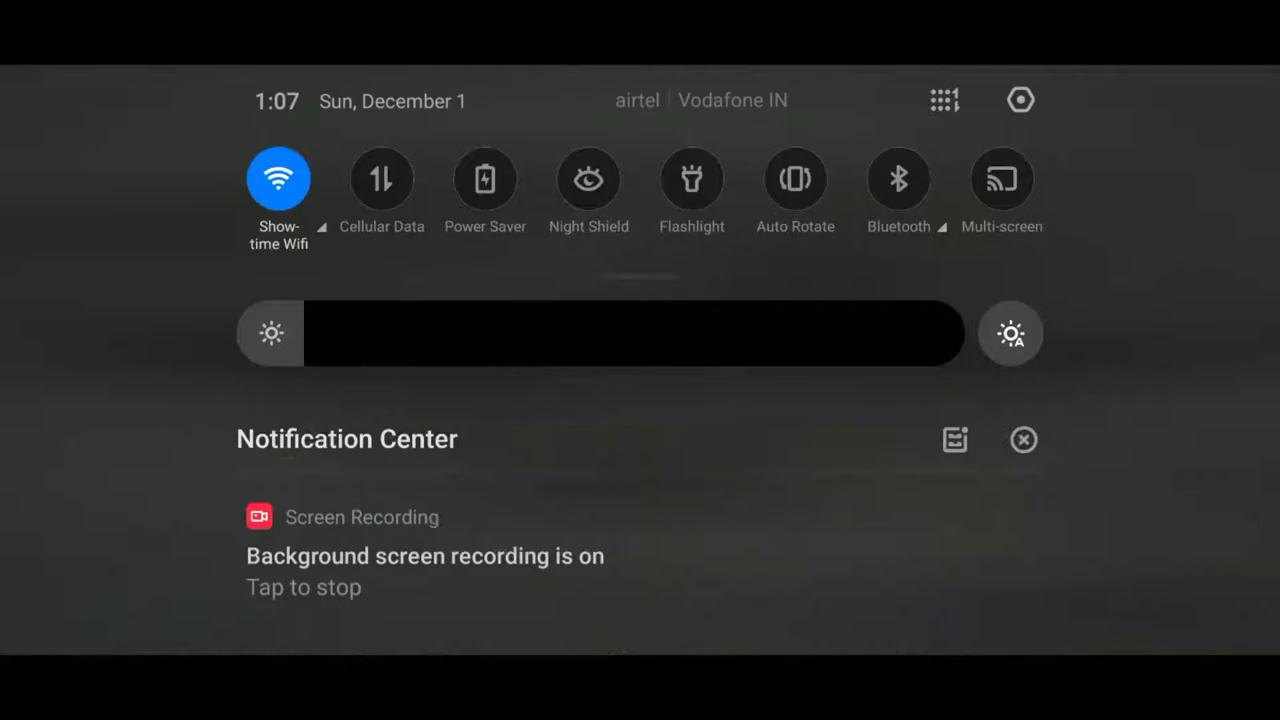 1:07 Sun, December 1 airtel | Vodafone IN
Show-
time Wifi
Cellular Data
Power Saver
Night Shield
Flashlight
Auto Rotate
Bluetooth
Multi-screen
Notification Center
Screen Recording
Background screen recording is on
Tap to stop